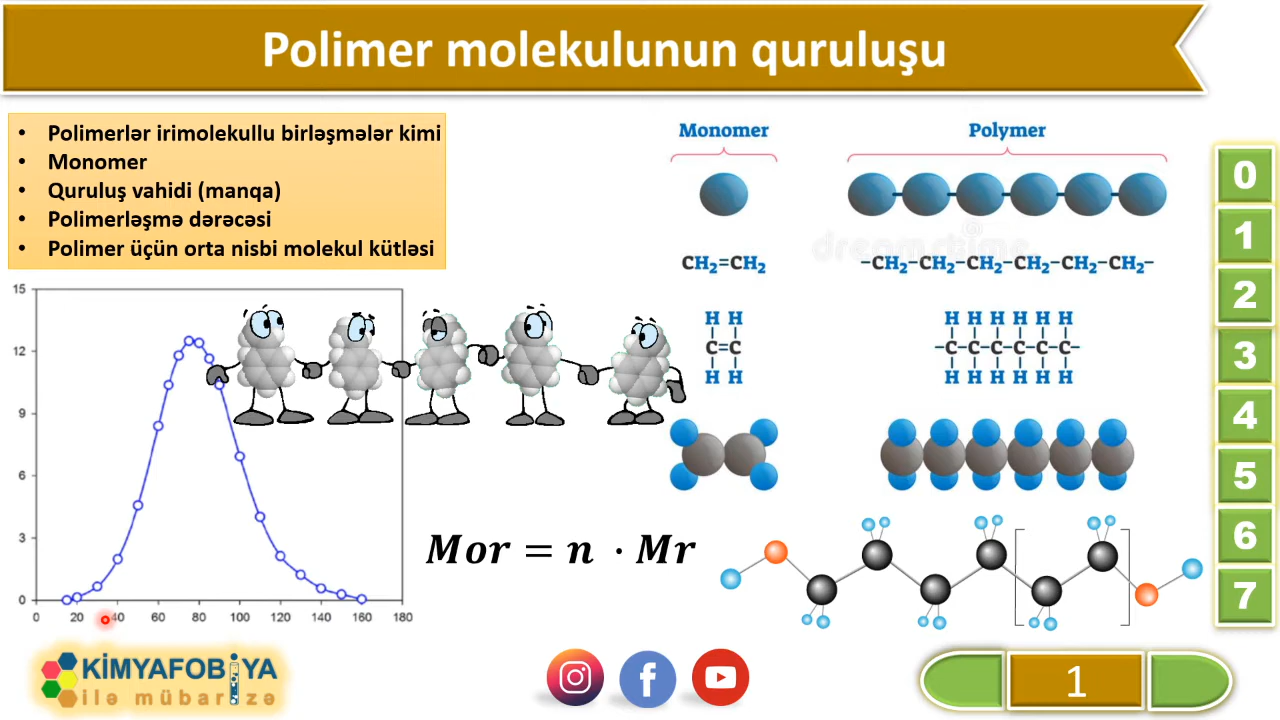 Polimer molekulunun quruluşu
• Polimerlər irimolekullu birləşmələr kimi
• Monomer
• Quruluş vahidi (manqa)
• Polimerləşmə dərəcəsi
• Polimer üçün orta nisbi molekul kütləsi
Monomer Polymer
dreamstime
CH₂=CH₂ –CH₂–CH₂–CH₂–CH₂–CH₂–CH₂–
H H H H H H H H
C=C –C–C–C–C–C–C–
H H H H H H H H
15
12
9
6
3
0
0 20 40 60 80 100 120 140 160 180
Mor = n · Mr
0
1
2
3
4
5
6
7
KİMYAFOBİYA
ilə mübarizə
f
1